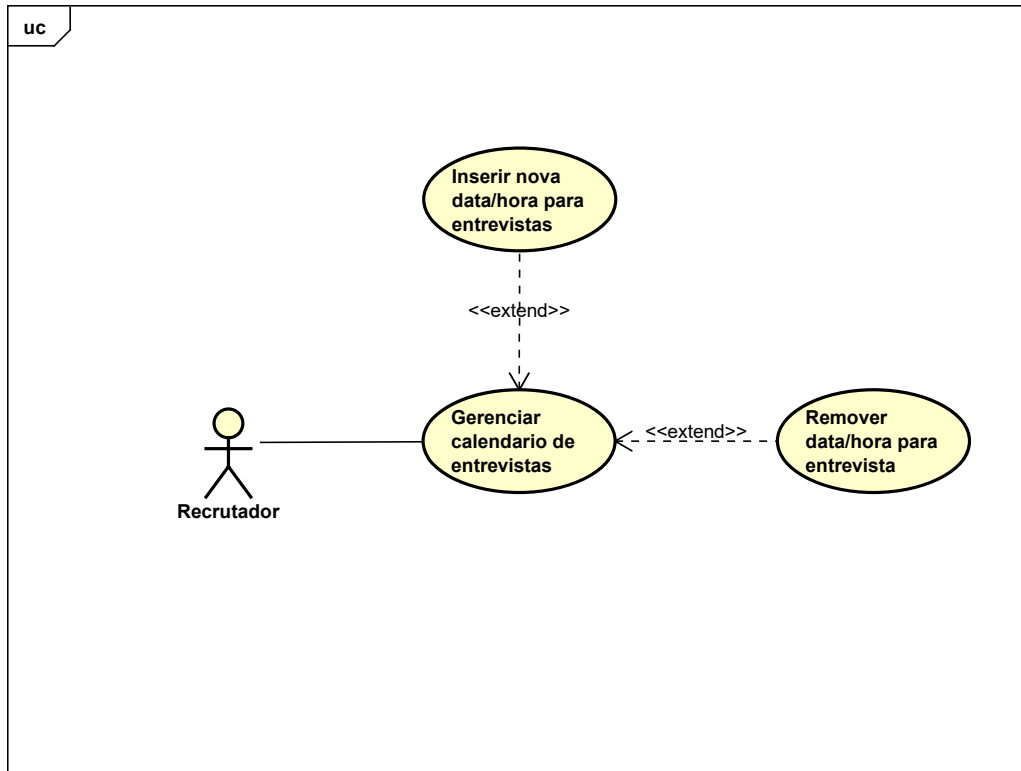 uc
Inserir nova
data/hora para
entrevistas
<<extend>>
Gerenciar
calendario de
entrevistas
<<extend>>
Remover
data/hora para
entrevista
Recrutador